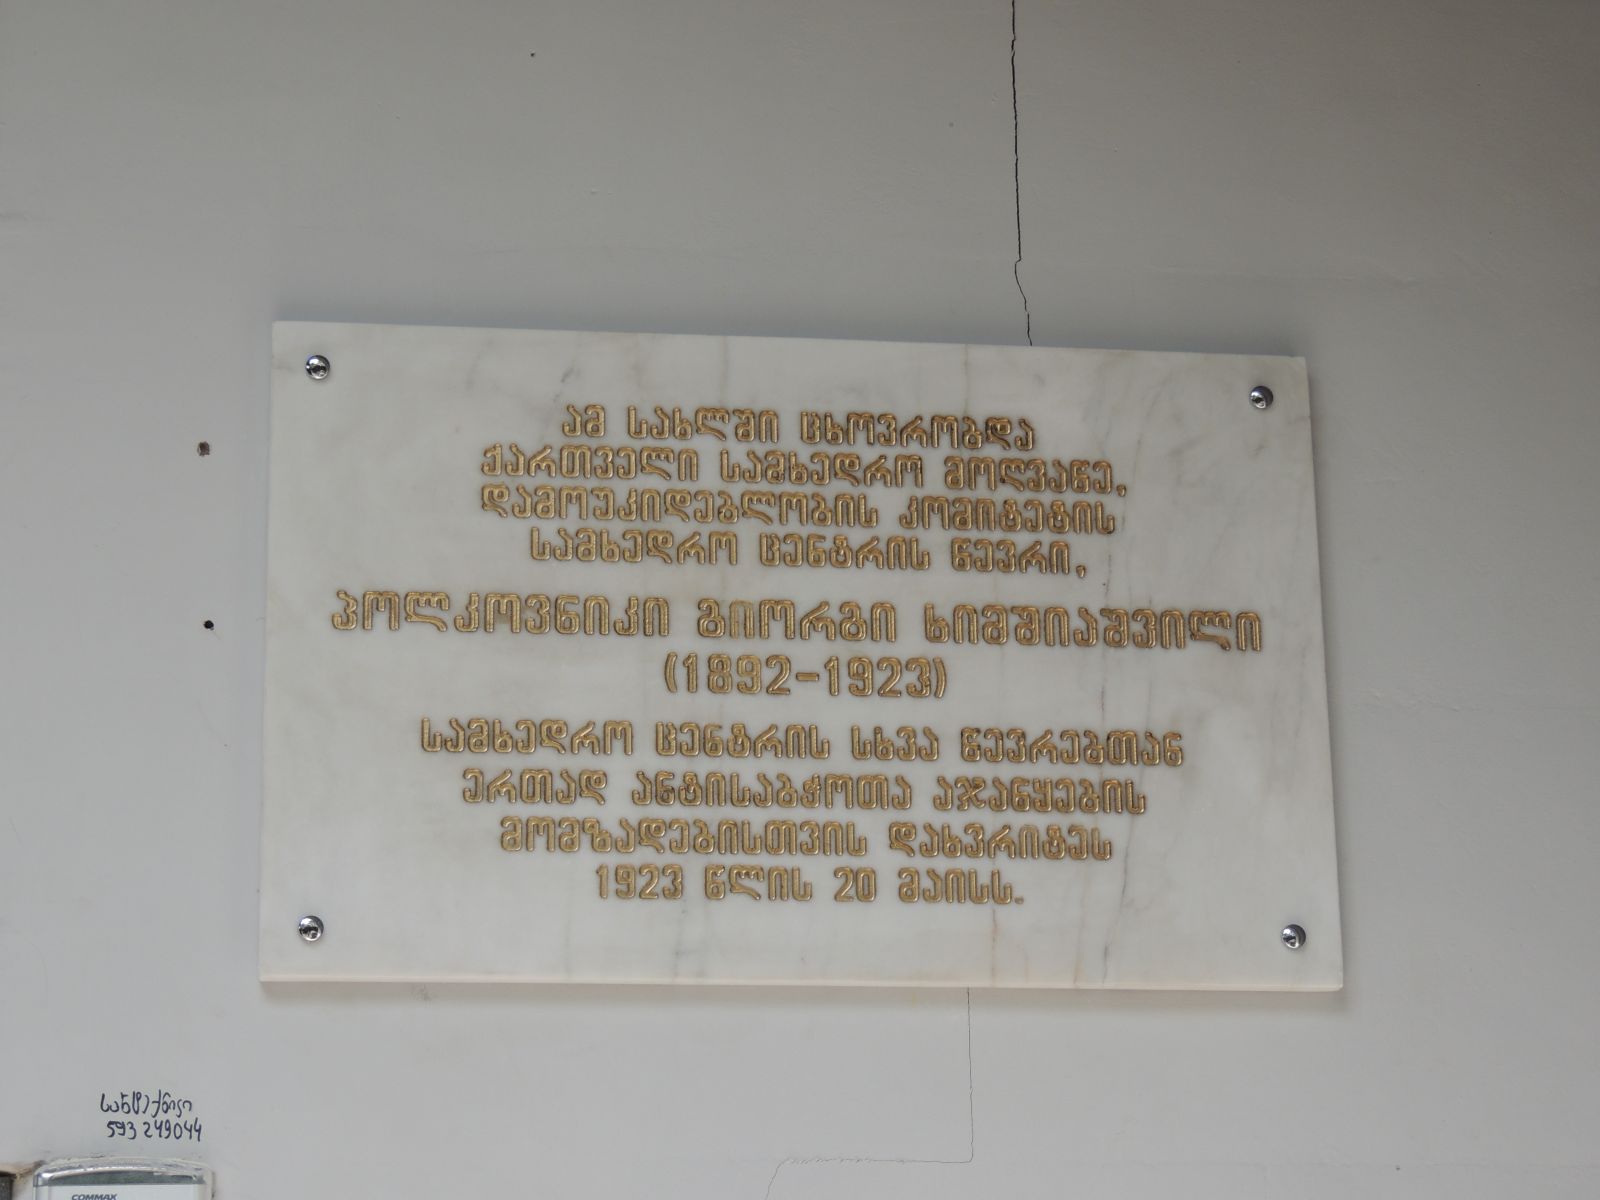 ამ სახლში ცხოვრობდა
ქართველი სამხედრო მოღვაწე,
დამოუკიდებლობის კომიტეტის
სამხედრო ცენტრის წევრი,
პოლკოვნიკი გიორგი ხიმშიაშვილი
(1892-1923)
სამხედრო ცენტრის სხვა წევრებთან
ერთად ანტისაბჭოთა აჯანყების
მომზადებისთვის დახვრიტეს
1923 წლის 20 მაისს.
სანტექნიკი
593 249044
COMMAX